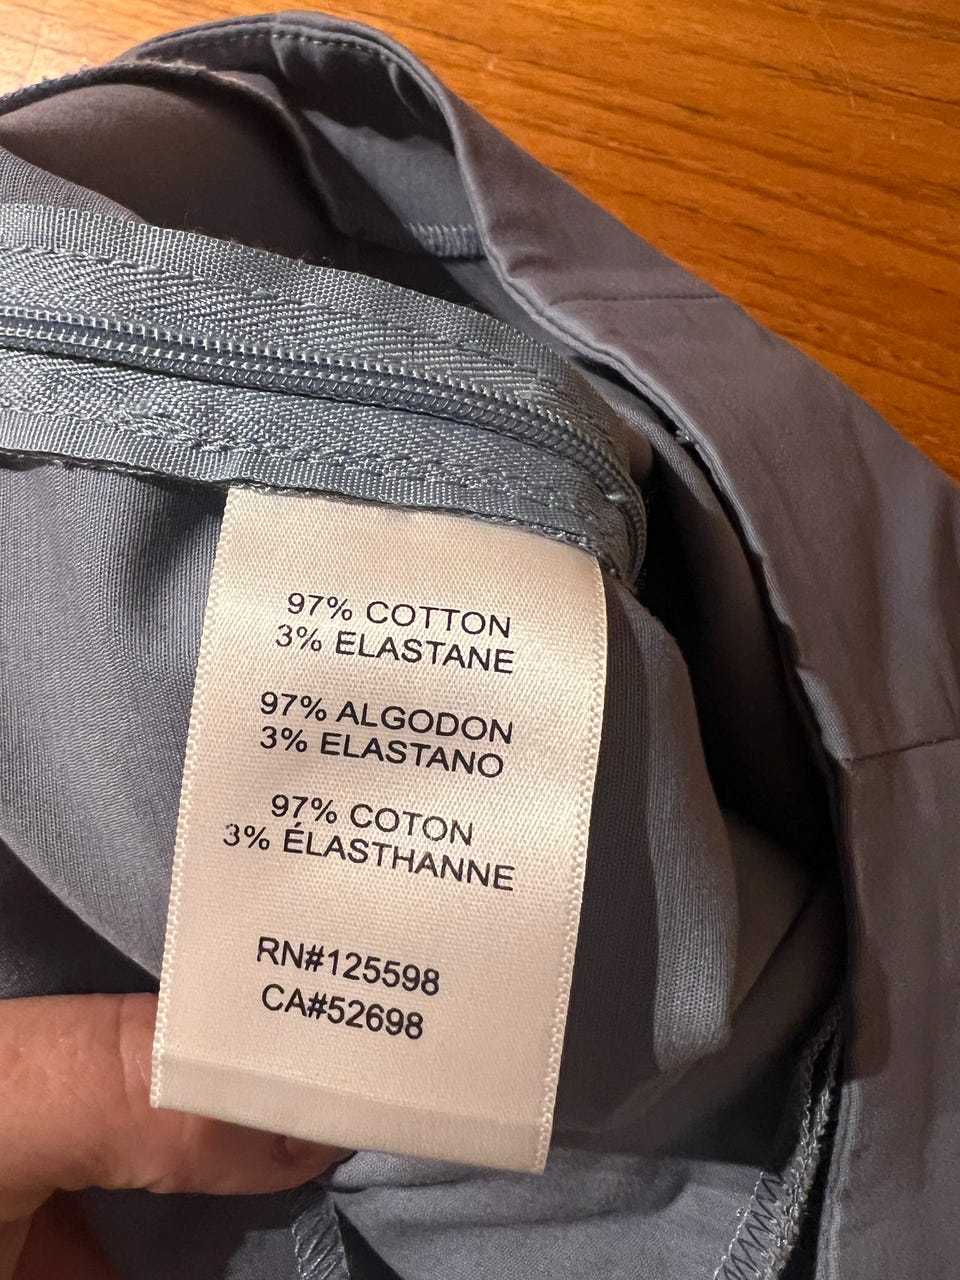 97% COTTON
3% ELASTANE
97% ALGODON
3% ELASTANO
97% COTON
3% ÉLASTHANNE
RN#125598
CA#52698